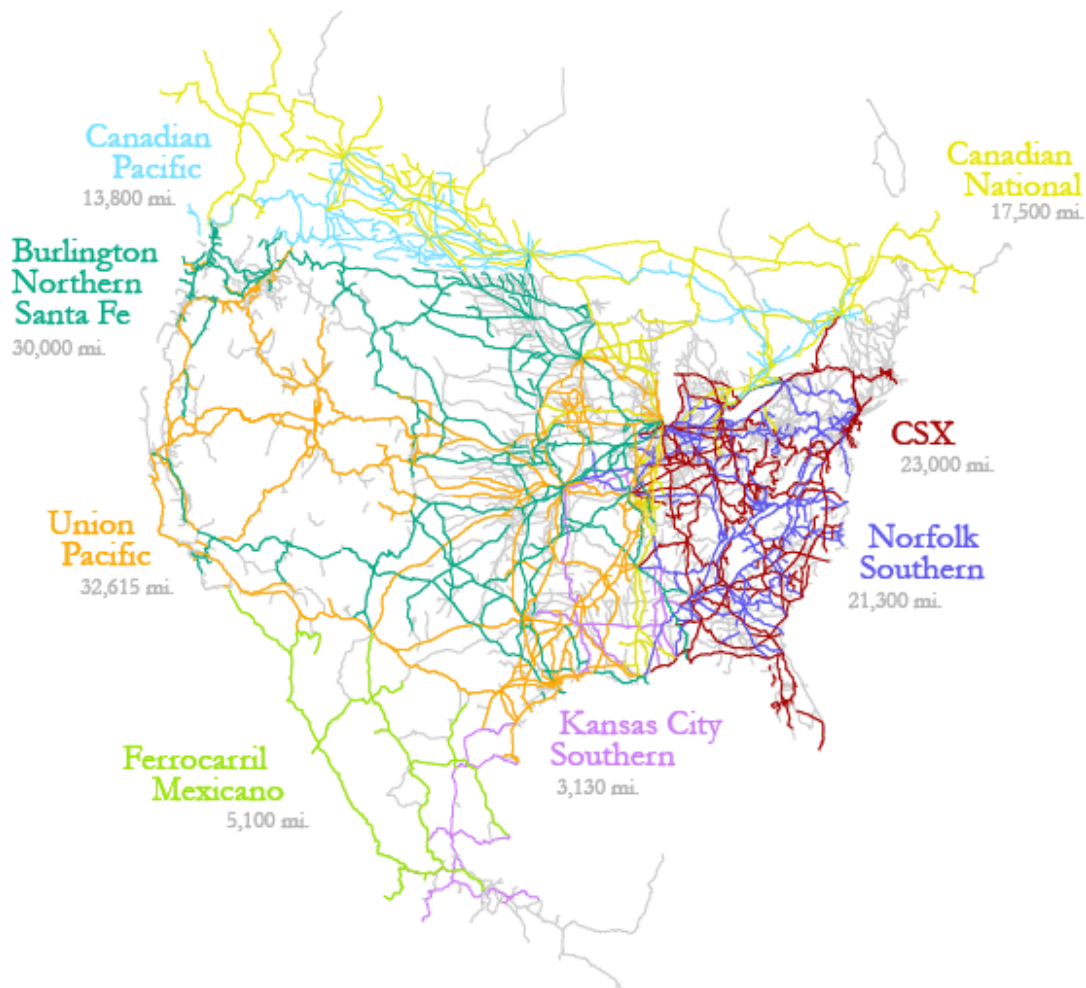 Canadian
Pacific
13,800 mi.
Canadian
National
17,500 mi.
Burlington
Northern
Santa Fe
30,000 mi.
CSX
23,000 mi.
Union
Pacific
32,615 mi.
Norfolk
Southern
21,300 mi.
Kansas City
Southern
3,130 mi.
Ferrocarril
Mexicano
5,100 mi.